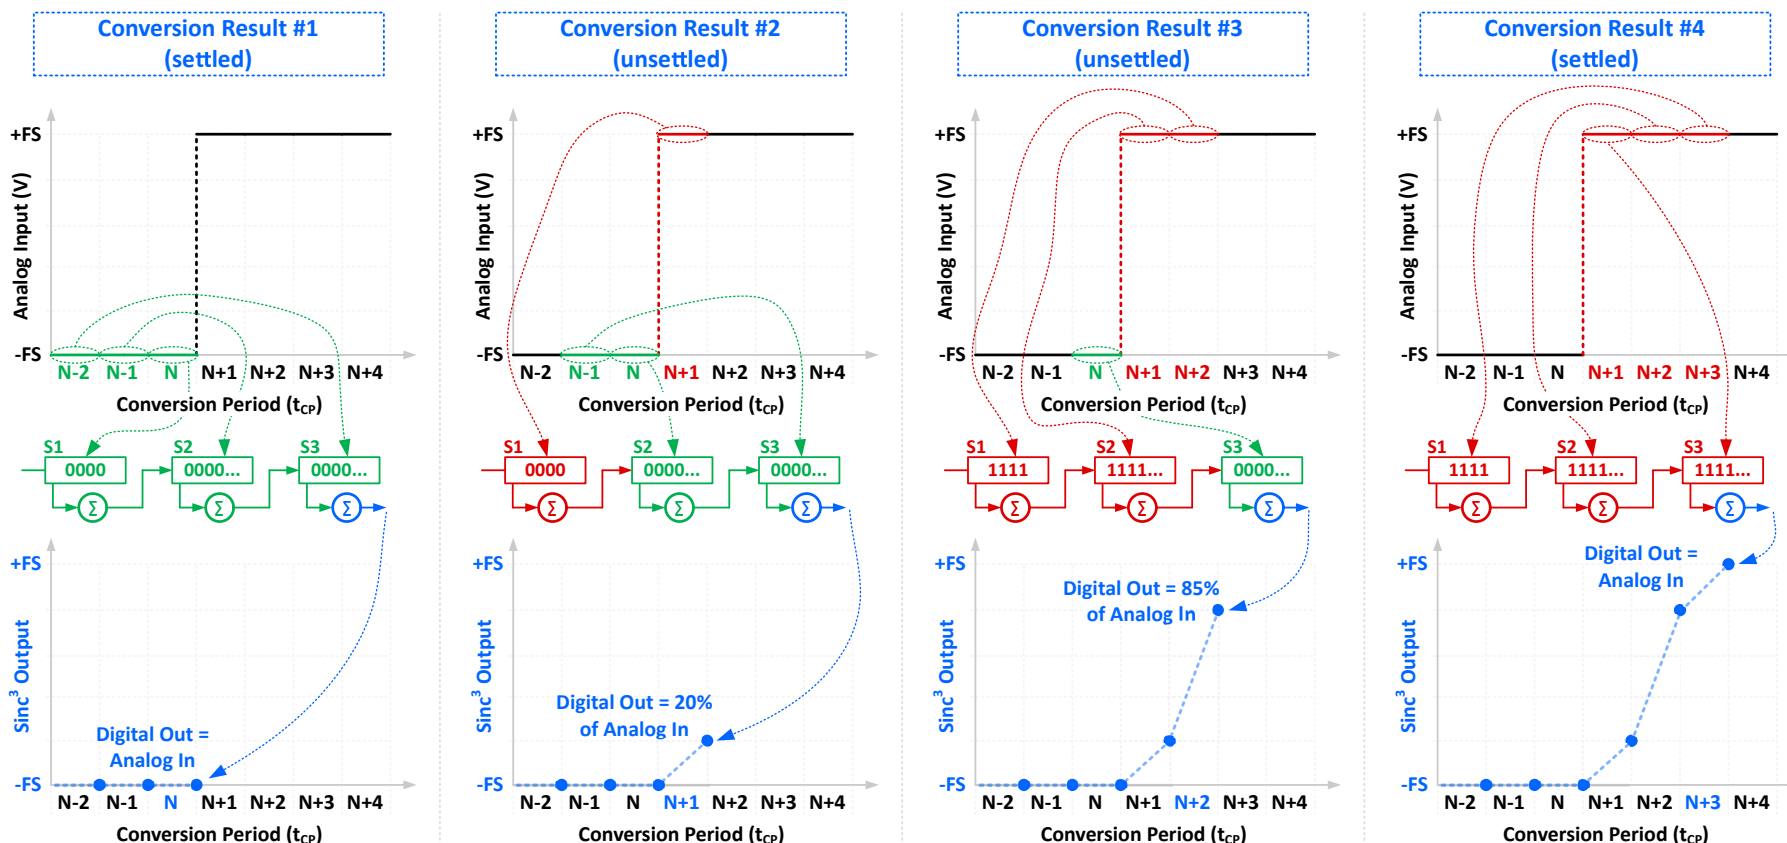 Conversion Result #1
(settled)
+FS
Analog Input (V)
-FS
N-2 N-1 N N+1 N+2 N+3 N+4
Conversion Period (tCP)
S1 S2 S3
0000 0000... 0000...
Σ Σ Σ
+FS
Sinc³ Output
Digital Out =
Analog In
-FS
N-2 N-1 N N+1 N+2 N+3 N+4
Conversion Period (tCP)
Conversion Result #2
(unsettled)
+FS
Analog Input (V)
-FS
N-2 N-1 N N+1 N+2 N+3 N+4
Conversion Period (tCP)
S1 S2 S3
0000 0000... 0000...
Σ Σ Σ
+FS
Sinc³ Output
Digital Out = 20%
of Analog In
-FS
N-2 N-1 N N+1 N+2 N+3 N+4
Conversion Period (tCP)
Conversion Result #3
(unsettled)
+FS
Analog Input (V)
-FS
N-2 N-1 N N+1 N+2 N+3 N+4
Conversion Period (tCP)
S1 S2 S3
1111 1111... 0000...
Σ Σ Σ
+FS
Sinc³ Output
Digital Out = 85%
of Analog In
-FS
N-2 N-1 N N+1 N+2 N+3 N+4
Conversion Period (tCP)
Conversion Result #4
(settled)
+FS
Analog Input (V)
-FS
N-2 N-1 N N+1 N+2 N+3 N+4
Conversion Period (tCP)
S1 S2 S3
1111 1111... 1111...
Σ Σ Σ
+FS
Sinc³ Output
Digital Out =
Analog In
-FS
N-2 N-1 N N+1 N+2 N+3 N+4
Conversion Period (tCP)